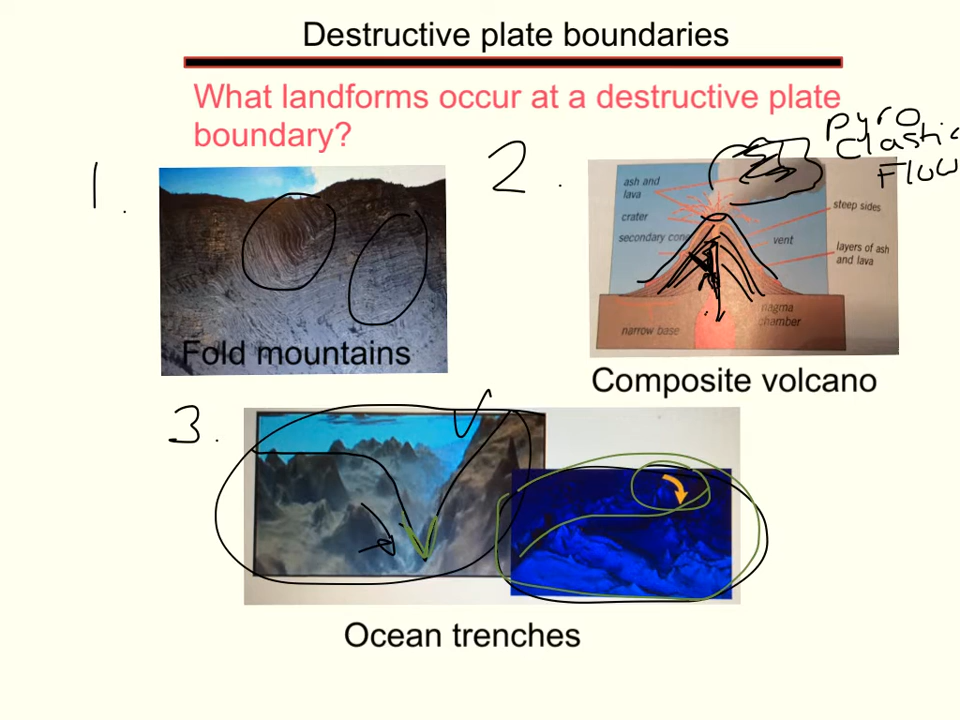 Destructive plate boundaries
What landforms occur at a destructive plate
boundary?
1.
2.
pyro
clastic
Flow
ash and
lava
crater
secondary cone
steep sides
vent
layers of ash
and lava
magma
chamber
narrow base
Fold mountains
Composite volcano
3.
Ocean trenches